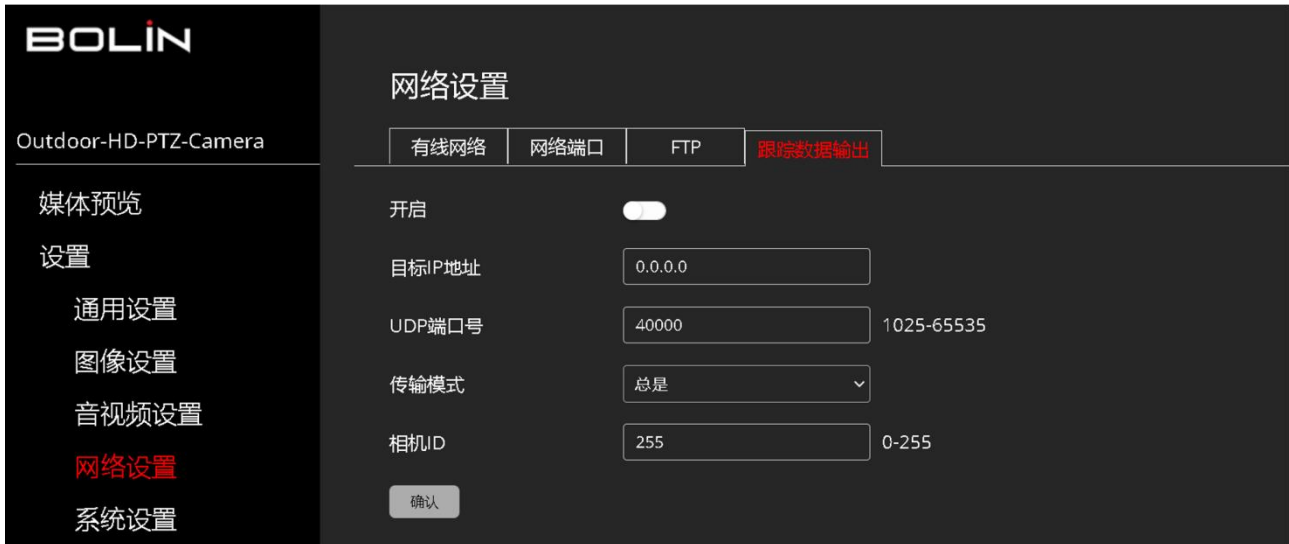 BOLIN
Outdoor-HD-PTZ-Camera
媒体预览
设置
通用设置
图像设置
音视频设置
网络设置
系统设置
网络设置
有线网络 网络端口 FTP 跟踪数据输出
开启
目标IP地址 0.0.0.0
UDP端口号 40000 1025-65535
传输模式 总是
相机ID 255 0-255
确认